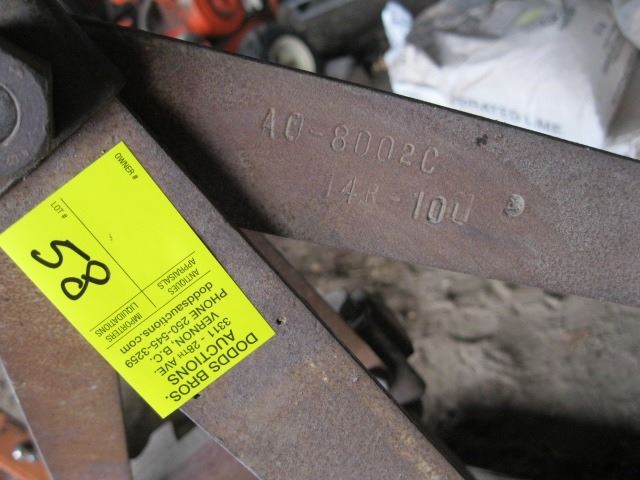 AO-8002C
14R-10U
OWNER #
LOT #
58
ANTIQUES
APPRAISALS
IMPORTERS
LIQUIDATIONS
DODDS BROS.
AUCTIONS
3311 - 28TH AVE.
VERNON, B.C.
PHONE 250-545-3259
doddsauctions.com